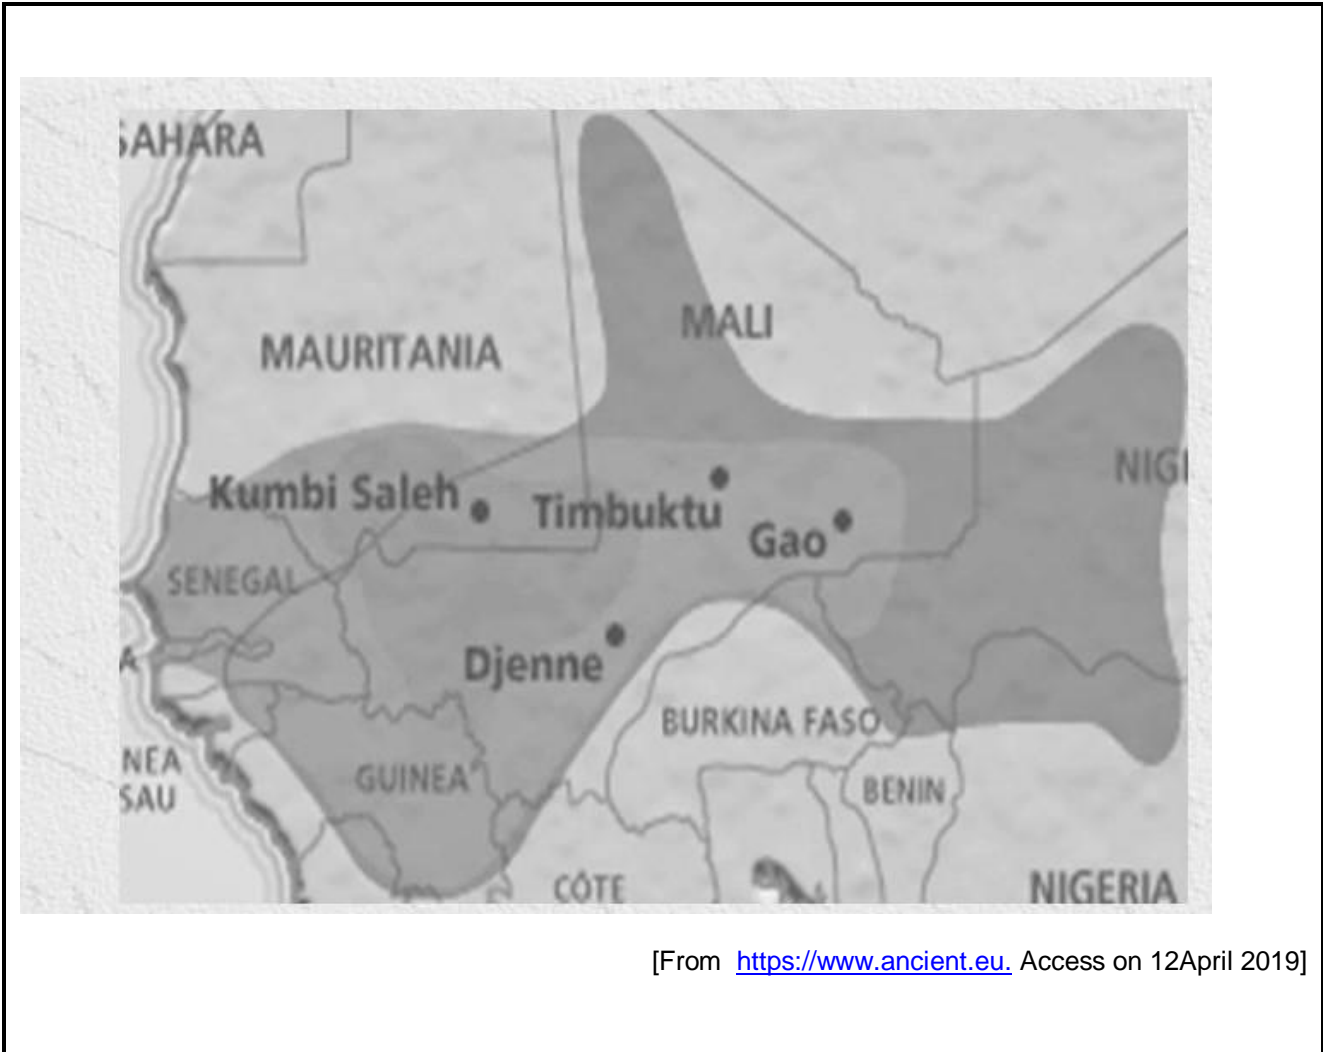 SAHARA
MAURITANIA
MALI
NIGE
Kumbi Saleh
Timbuktu
Gao
SENEGAL
A
Djenne
BURKINA FASO
NEA
SAU
GUINEA
BENIN
CÔTE
NIGERIA
[From https://www.ancient.eu. Access on 12April 2019]